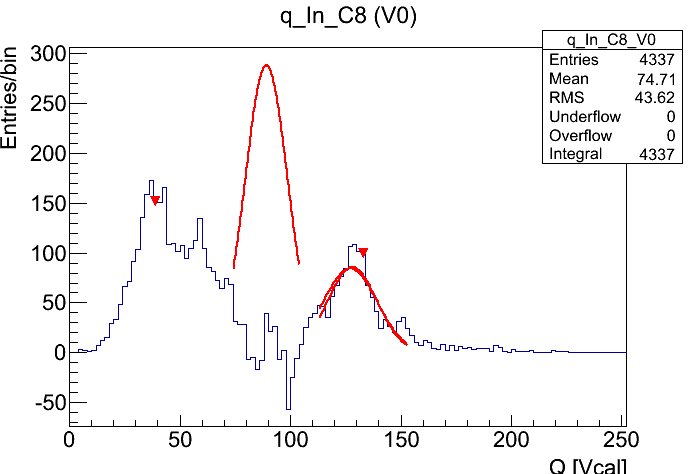 q_In_C8 (V0)
q_In_C8_V0
Entries 4337
Mean 74.71
RMS 43.62
Underflow 0
Overflow 0
Integral 4337
Entries/bin
300
250
200
150
100
50
0
-50
0 50 100 150 200 250
Q [Vcal]